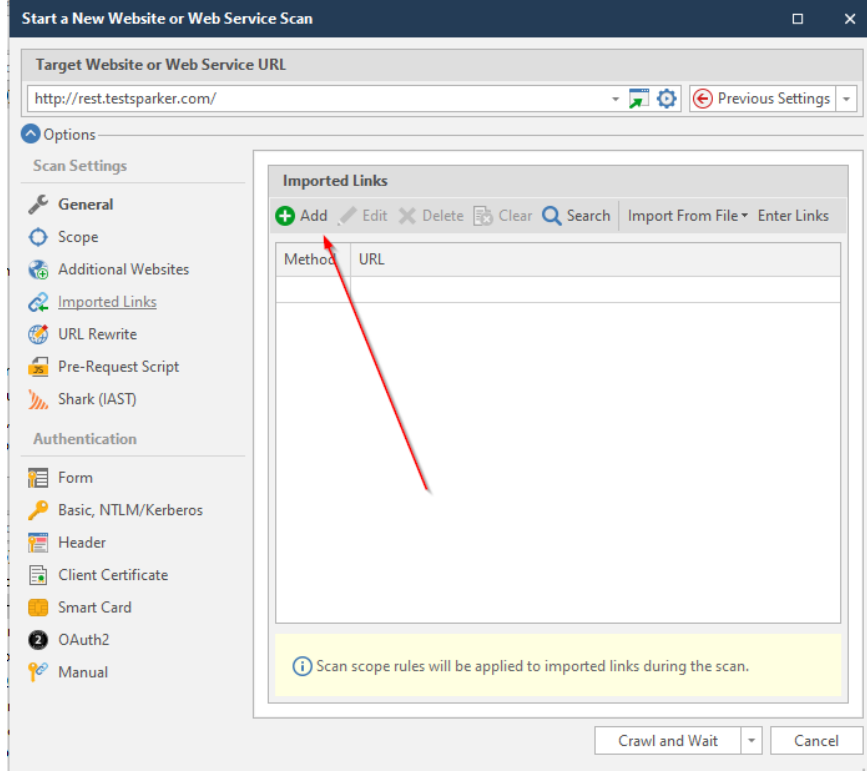 Start a New Website or Web Service Scan
Target Website or Web Service URL
http://rest.testsparker.com/
Previous Settings
Options
Scan Settings
General
Scope
Additional Websites
Imported Links
URL Rewrite
JS
Pre-Request Script
Shark (IAST)
Authentication
Form
Basic, NTLM/Kerberos
Header
Client Certificate
Smart Card
2 OAuth2
Manual
Imported Links
Add Edit Delete Clear Search Import From File Enter Links
Method URL
Scan scope rules will be applied to imported links during the scan.
Crawl and Wait Cancel